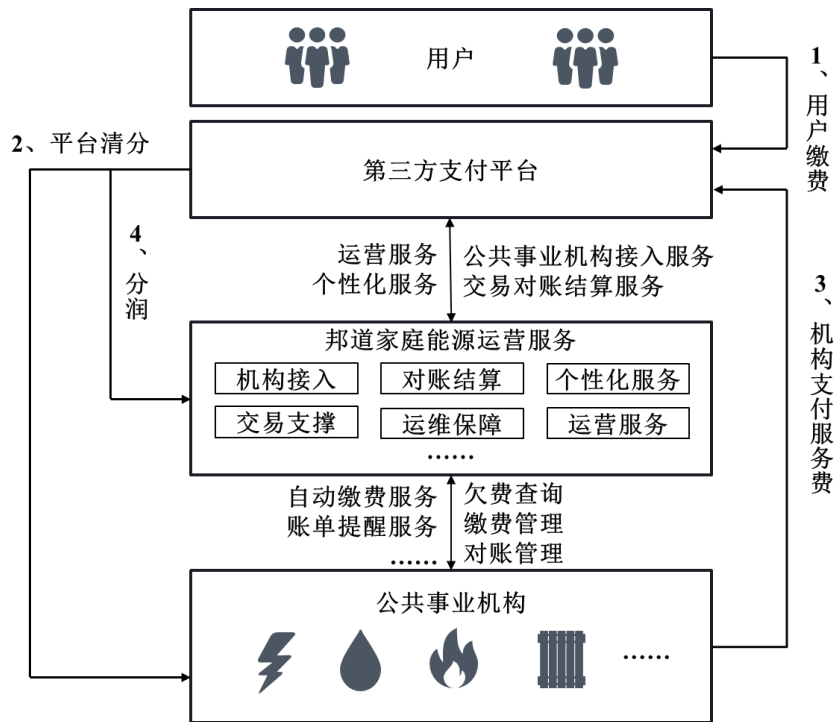 用户
1、用户缴费
2、平台清分
第三方支付平台
4、分润
运营服务
个性化服务
公共事业机构接入服务
交易对账结算服务
3、机构支付服务费
邦道家庭能源运营服务
机构接入
对账结算
个性化服务
交易支撑
运维保障
运营服务
……
自动缴费服务
账单提醒服务
……
欠费查询
缴费管理
对账管理
公共事业机构
……